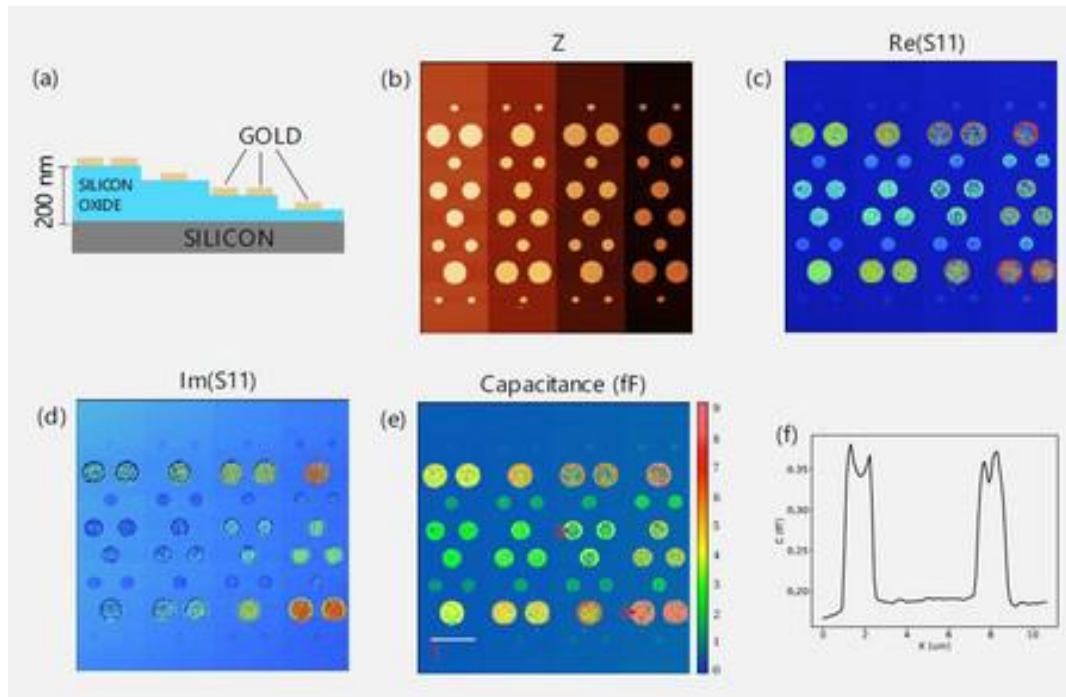 (a)
GOLD
200 nm
SILICON
OXIDE
SILICON
Z
(b)
Re(S11)
(c)
Im(S11)
(d)
Capacitance (fF)
(e)
9
8
7
6
5
4
3
2
1
0
(f)
C (fF)
0.35
0.30
0.25
0.20
0
2
4
6
8
10
X (um)